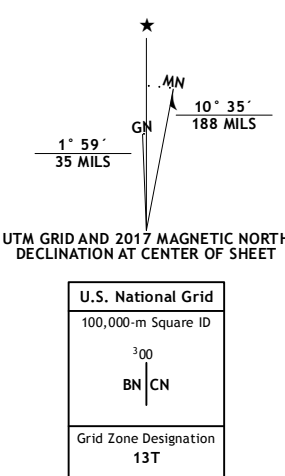 ★
MN
10° 35´
188 MILS
GN
1° 59´
35 MILS
UTM GRID AND 2017 MAGNETIC NORTH
DECLINATION AT CENTER OF SHEET
U.S. National Grid
100,000-m Square ID
³00
BN CN
Grid Zone Designation
13T